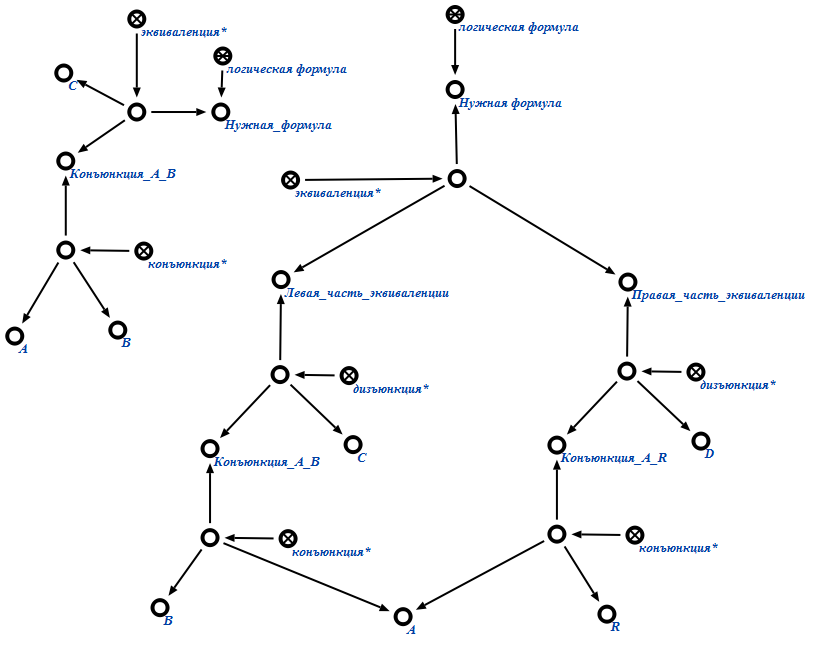 эквиваленция*
логическая формула
C
Нужная_формула
Конъюнкция_A_B
конъюнкция*
A
B
логическая формула
Нужная формула
эквиваленция*
Левая_часть_эквиваленции
Правая_часть_эквиваленции
дизъюнкция*
дизъюнкция*
Конъюнкция_A_B
C
Конъюнкция_A_R
D
конъюнкция*
конъюнкция*
B
A
R